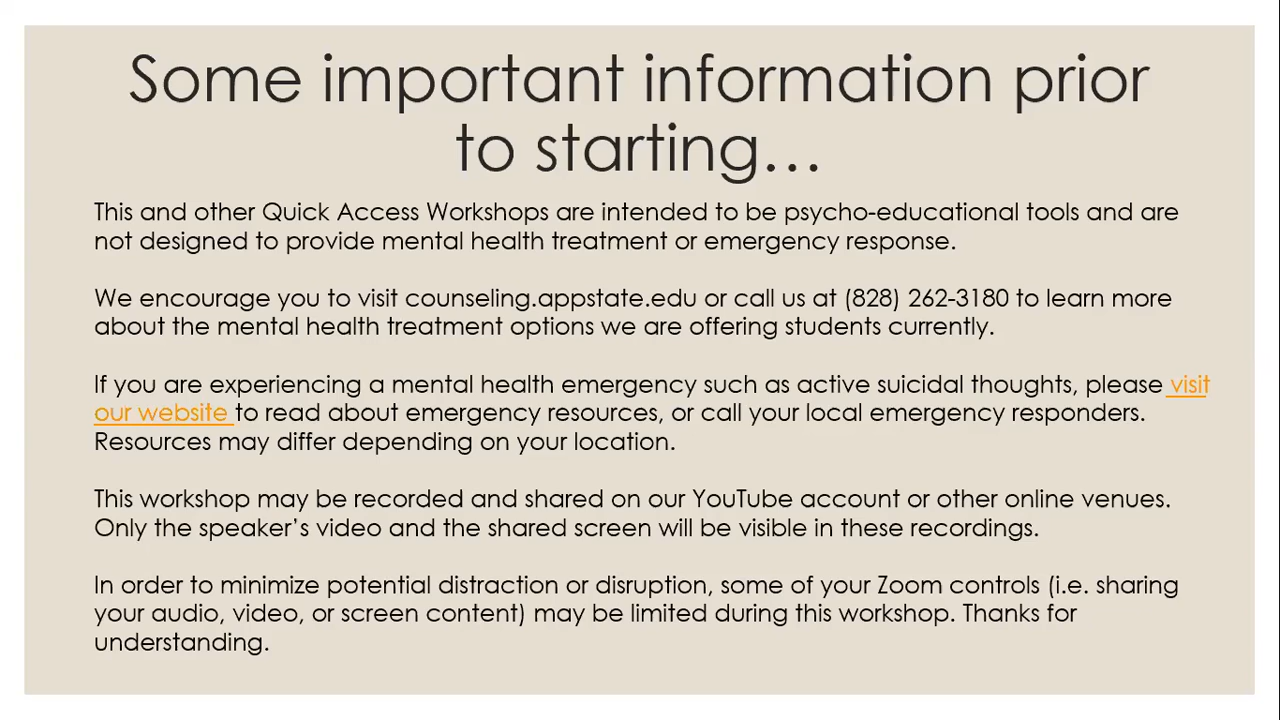 Some important information prior
to starting…
This and other Quick Access Workshops are intended to be psycho-educational tools and are
not designed to provide mental health treatment or emergency response.
We encourage you to visit counseling.appstate.edu or call us at (828) 262-3180 to learn more
about the mental health treatment options we are offering students currently.
If you are experiencing a mental health emergency such as active suicidal thoughts, please visit
our website to read about emergency resources, or call your local emergency responders.
Resources may differ depending on your location.
This workshop may be recorded and shared on our YouTube account or other online venues.
Only the speaker’s video and the shared screen will be visible in these recordings.
In order to minimize potential distraction or disruption, some of your Zoom controls (i.e. sharing
your audio, video, or screen content) may be limited during this workshop. Thanks for
understanding.